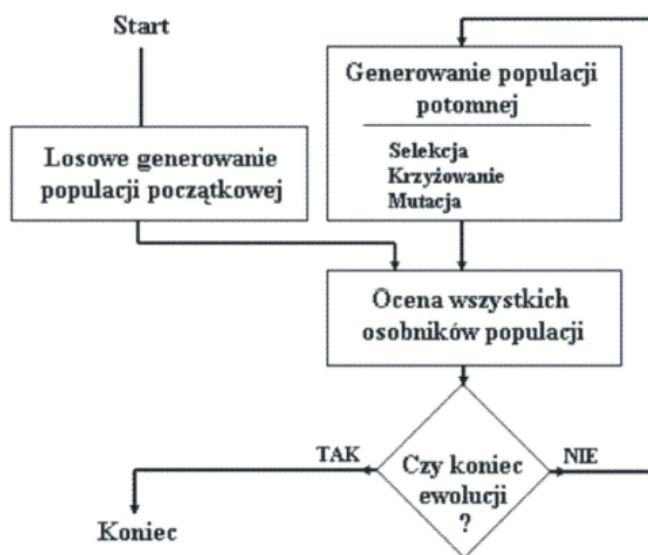 Start
Losowe generowanie
populacji początkowej
Generowanie populacji
potomnej
Selekcja
Krzyżowanie
Mutacja
Ocena wszystkich
osobników populacji
Czy koniec
ewolucji
?
TAK
NIE
Koniec